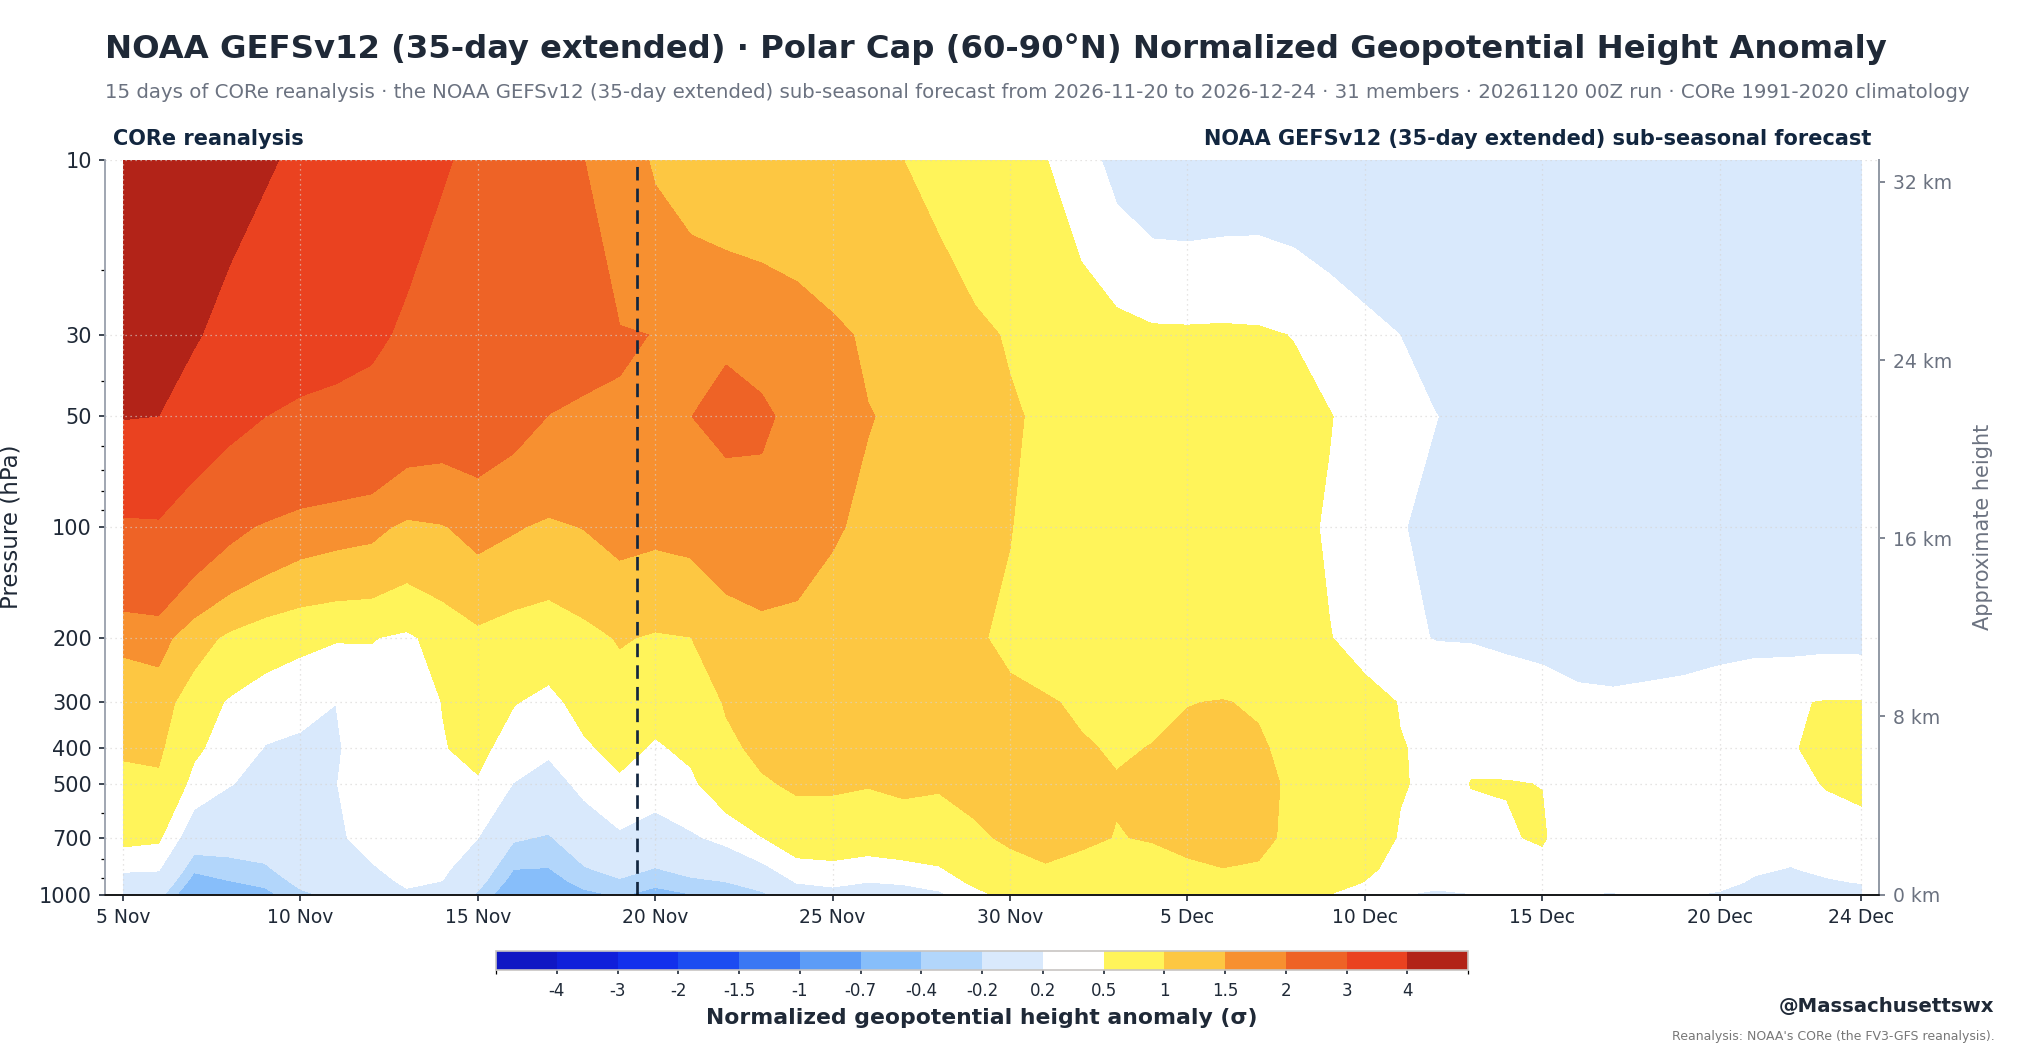 NOAA GEFSv12 (35-day extended) · Polar Cap (60-90°N) Normalized Geopotential Height Anomaly
15 days of CORe reanalysis · the NOAA GEFSv12 (35-day extended) sub-seasonal forecast from 2026-11-20 to 2026-12-24 · 31 members · 20261120 00Z run · CORe 1991-2020 climatology
CORe reanalysis
NOAA GEFSv12 (35-day extended) sub-seasonal forecast
Pressure (hPa)
10
30
50
100
200
300
400
500
700
1000
32 km
24 km
16 km
8 km
0 km
Approximate height
5 Nov 10 Nov 15 Nov 20 Nov 25 Nov 30 Nov 5 Dec 10 Dec 15 Dec 20 Dec 24 Dec
-4 -3 -2 -1.5 -1 -0.7 -0.4 -0.2 0.2 0.5 1 1.5 2 3 4
Normalized geopotential height anomaly (σ)
@Massachusettswx
Reanalysis: NOAA's CORe (the FV3-GFS reanalysis).